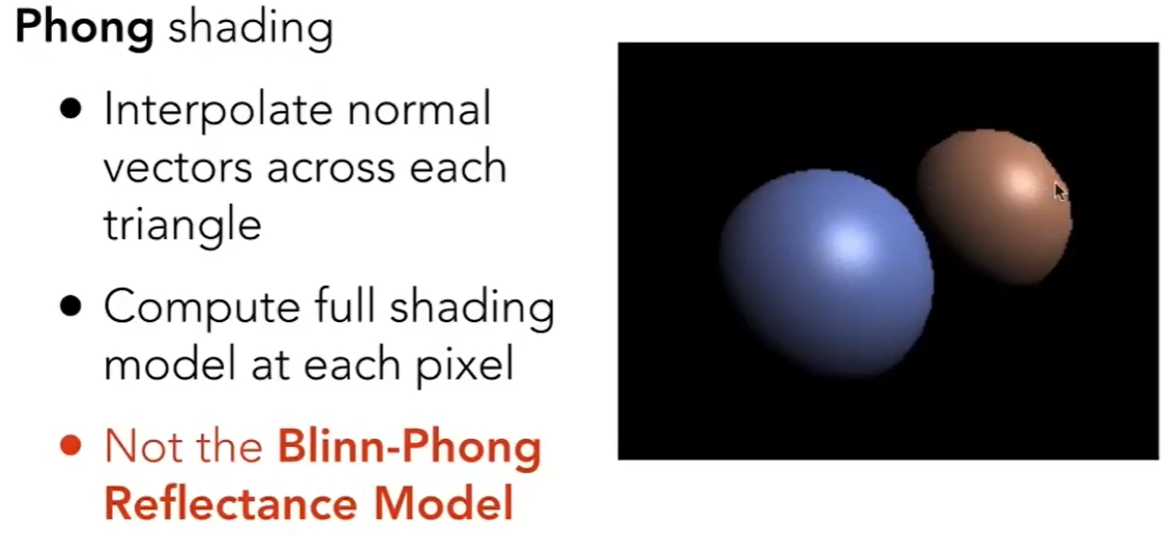 Phong shading
• Interpolate normal
vectors across each
triangle
• Compute full shading
model at each pixel
• Not the Blinn-Phong
Reflectance Model